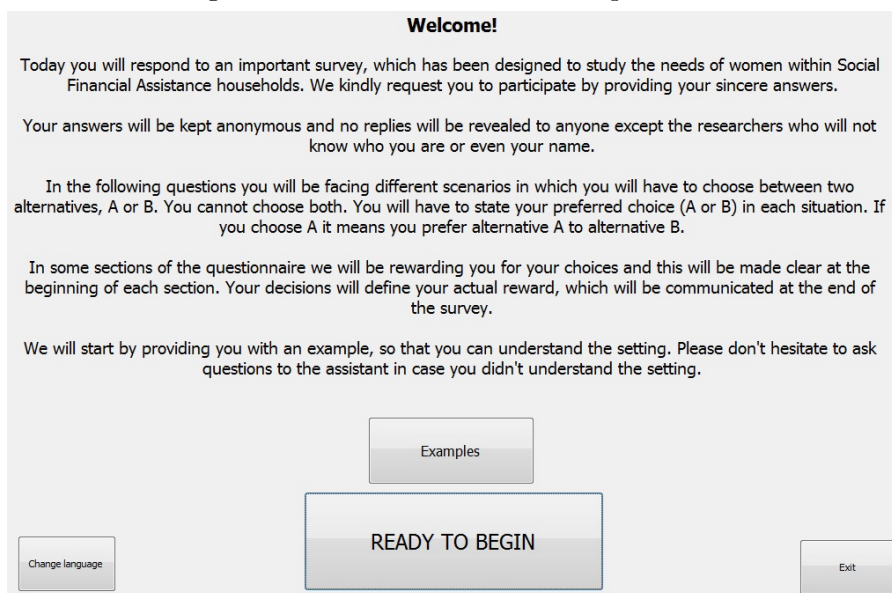 Welcome!
Today you will respond to an important survey, which has been designed to study the needs of women within Social
Financial Assistance households. We kindly request you to participate by providing your sincere answers.
Your answers will be kept anonymous and no replies will be revealed to anyone except the researchers who will not
know who you are or even your name.
In the following questions you will be facing different scenarios in which you will have to choose between two
alternatives, A or B. You cannot choose both. You will have to state your preferred choice (A or B) in each situation. If
you choose A it means you prefer alternative A to alternative B.
In some sections of the questionnaire we will be rewarding you for your choices and this will be made clear at the
beginning of each section. Your decisions will define your actual reward, which will be communicated at the end of
the survey.
We will start by providing you with an example, so that you can understand the setting. Please don't hesitate to ask
questions to the assistant in case you didn't understand the setting.
Examples
READY TO BEGIN
Change language
Exit